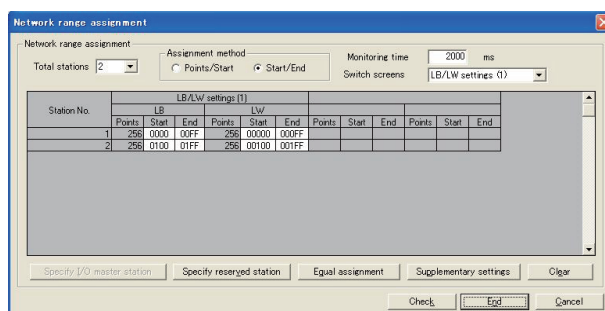 Network range assignment
Network range assignment
Total stations 2
Assignment method
Points/Start Start/End
Monitoring time 2000 ms
Switch screens LB/LW settings (1)
Station No. LB/LW settings (1)
LB LW
Points Start End Points Start End Points Start End Points Start End
1 256 0000 00FF 256 00000 000FF
2 256 0100 01FF 256 00100 001FF
Specify I/O master station Specify reserved station Equal assignment Supplementary settings Clear
Check End Cancel